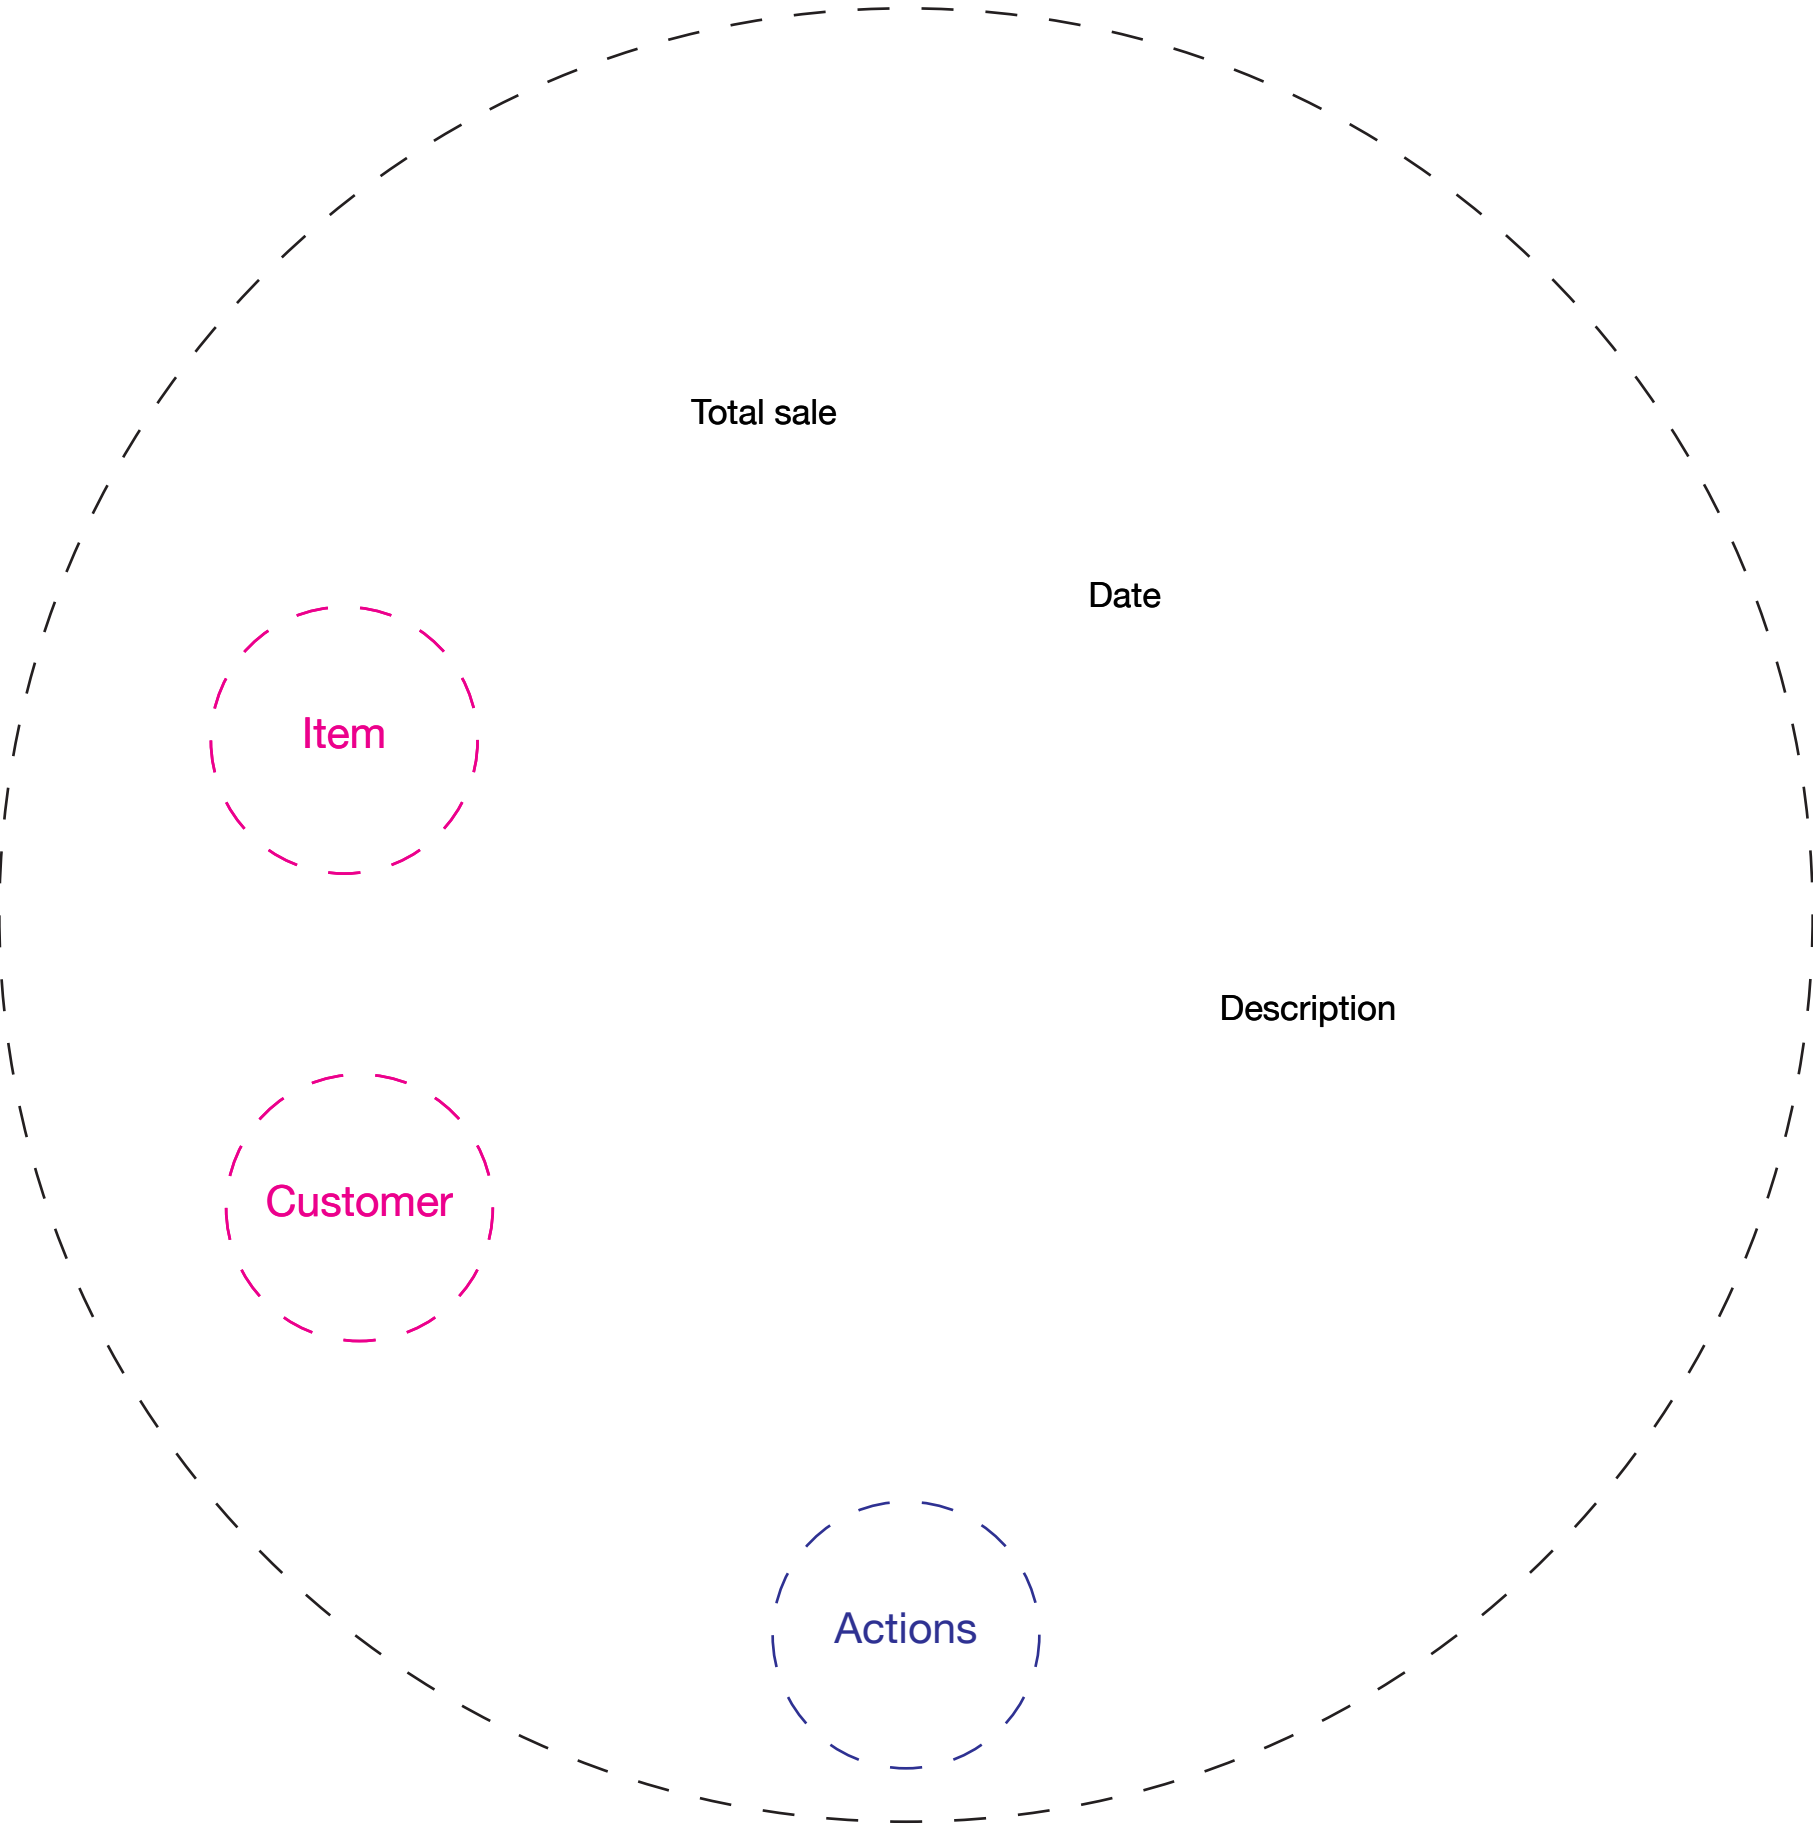 Total sale
Date
Item
Description
Customer
Actions